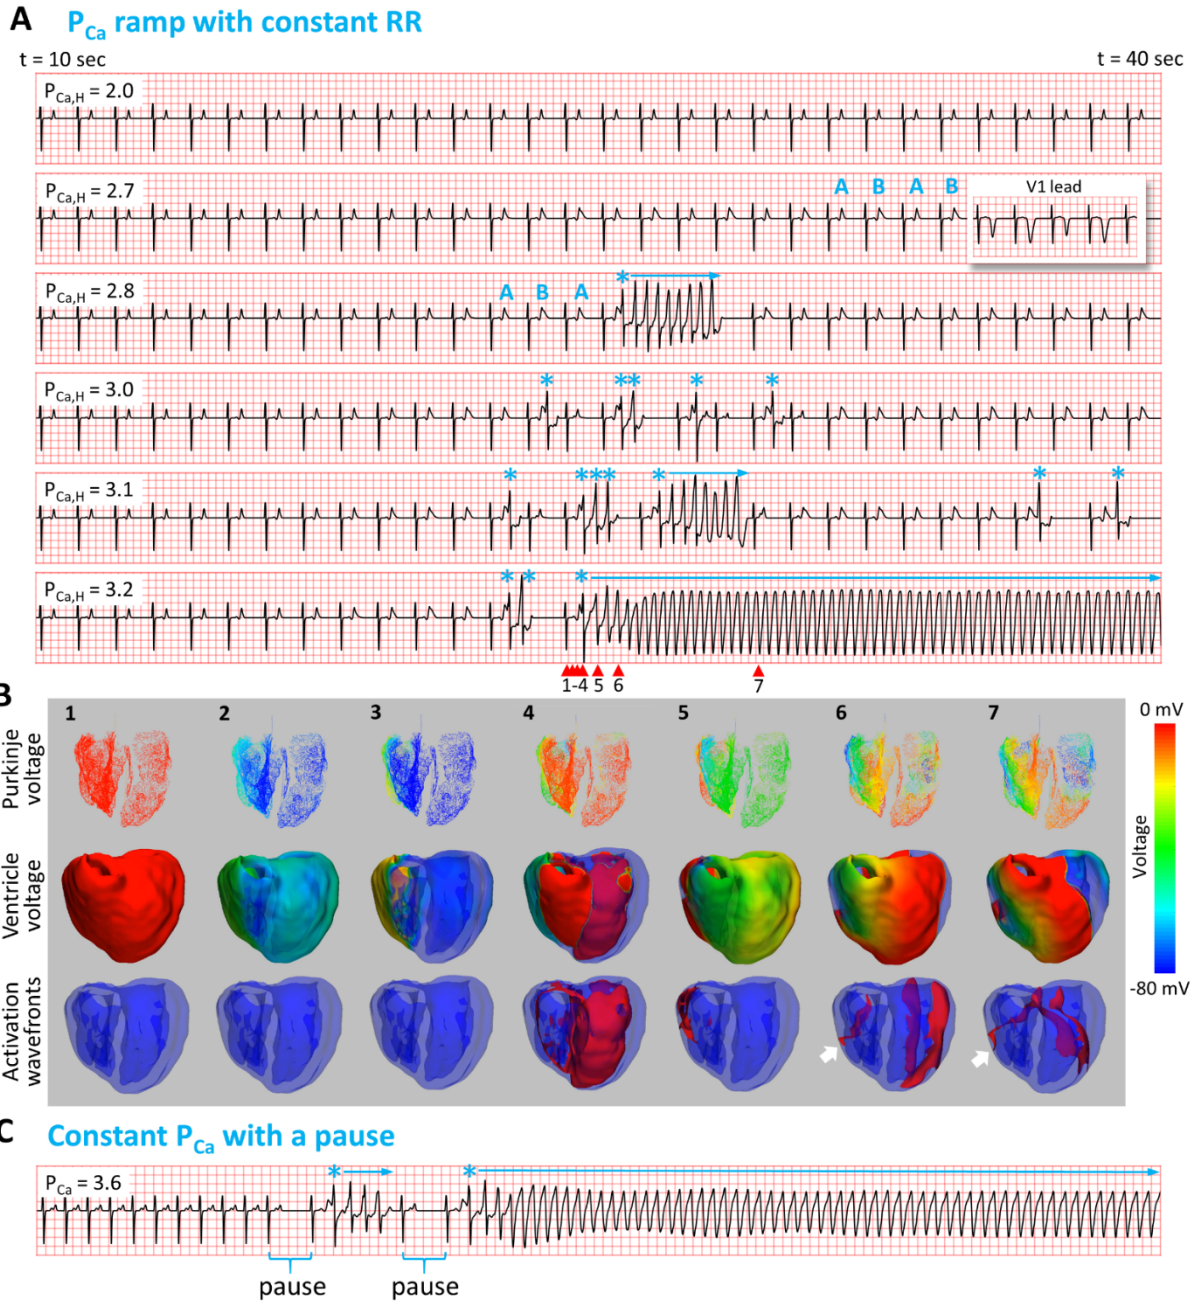 A PCa ramp with constant RR
t = 10 sec t = 40 sec
PCa,H = 2.0
PCa,H = 2.7 A B A B V1 lead
PCa,H = 2.8 A B A *
PCa,H = 3.0 * * * * *
PCa,H = 3.1 * * * * * * *
PCa,H = 3.2 * * *
1-4 5 6 7
B 1 2 3 4 5 6 7 0 mV
Purkinje
voltage
Ventricle
voltage
Activation
wavefronts
Voltage
-80 mV
C Constant PCa with a pause
PCa = 3.6 * *
pause pause